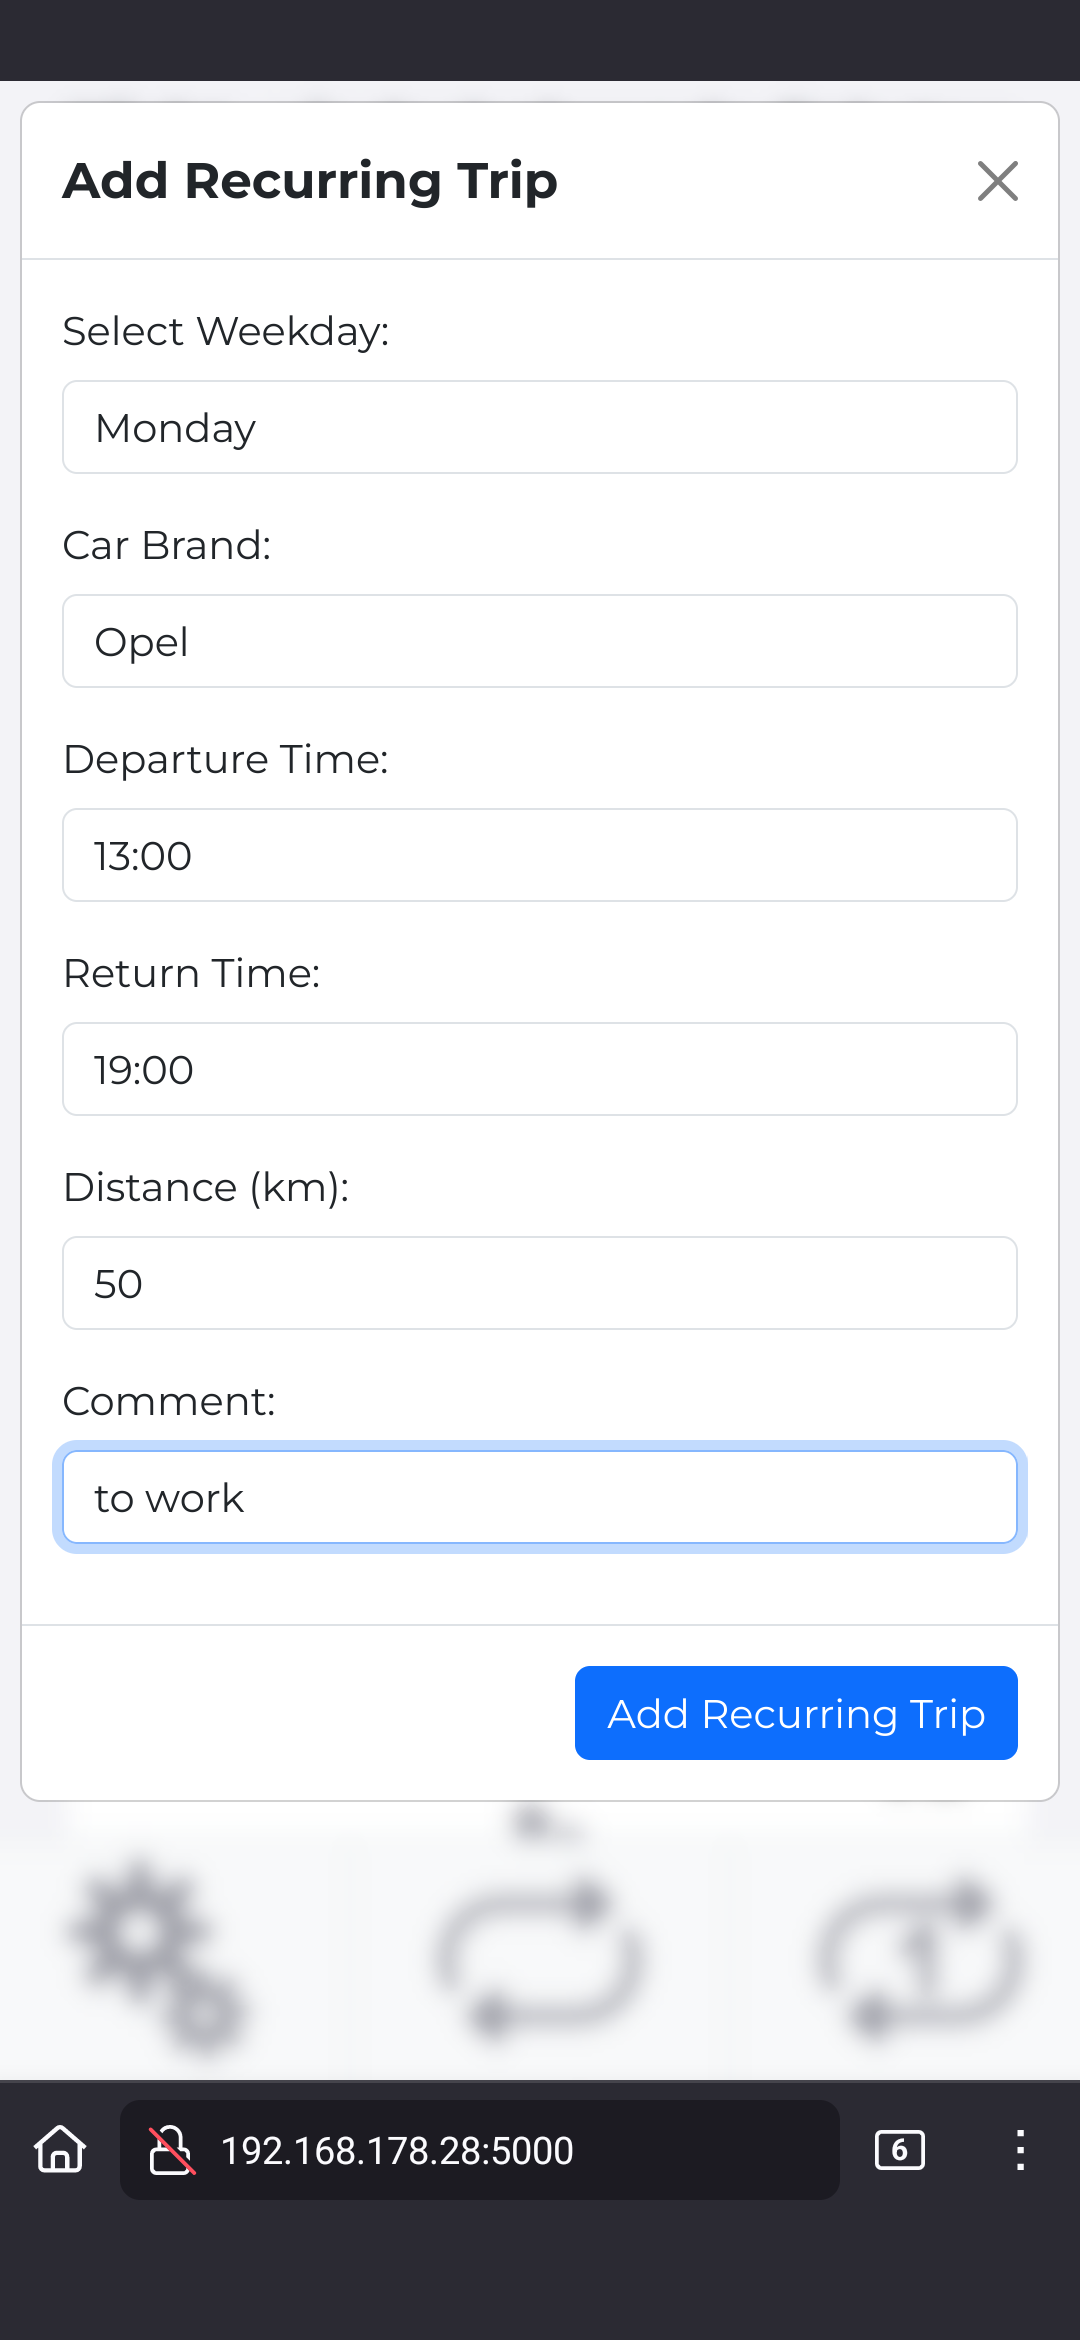 Add Recurring Trip
Select Weekday:
Monday
Car Brand:
Opel
Departure Time:
13:00
Return Time:
19:00
Distance (km):
50
Comment:
to work
Add Recurring Trip
192.168.178.28:5000
6